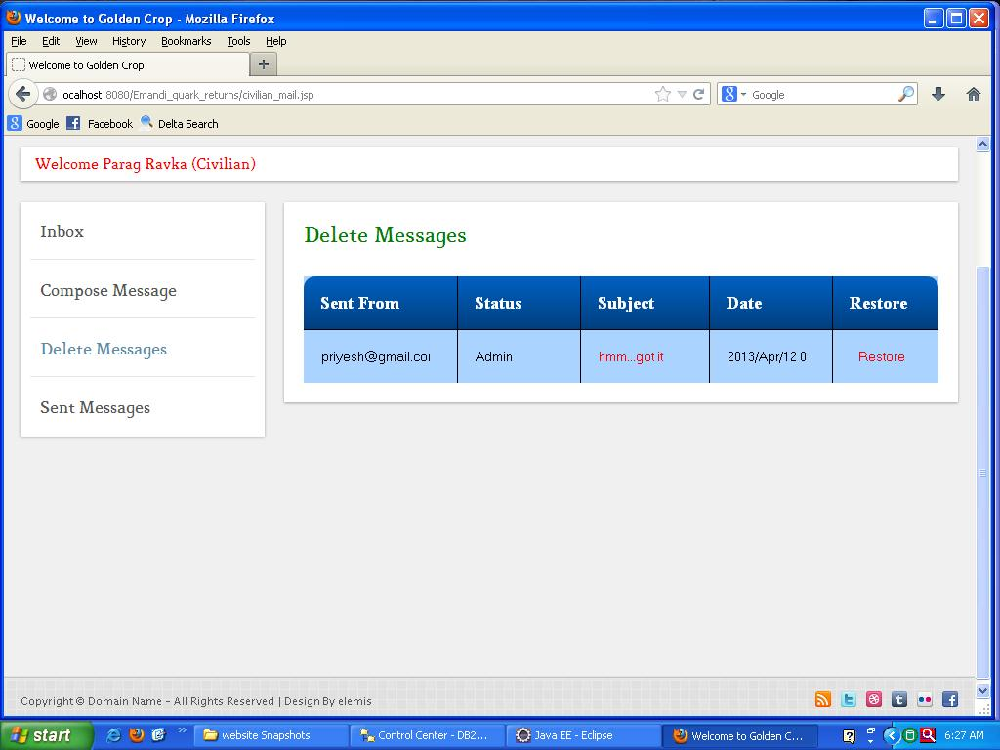 Welcome to Golden Crop - Mozilla Firefox
File Edit View History Bookmarks Tools Help
Welcome to Golden Crop +
localhost:8080/Emandi_quark_returns/civilian_mail.jsp
Google
Google Facebook Delta Search
Welcome Parag Ravka (Civilian)
Inbox
Compose Message
Delete Messages
Sent Messages
Delete Messages
Sent From Status Subject Date Restore
priyesh@gmail.co Admin hmm...got it 2013/Apr/12 0 Restore
Copyright © Domain Name - All Rights Reserved | Design By elemis
start website Snapshots Control Center - DB2... Java EE - Eclipse Welcome to Golden C... 6:27 AM